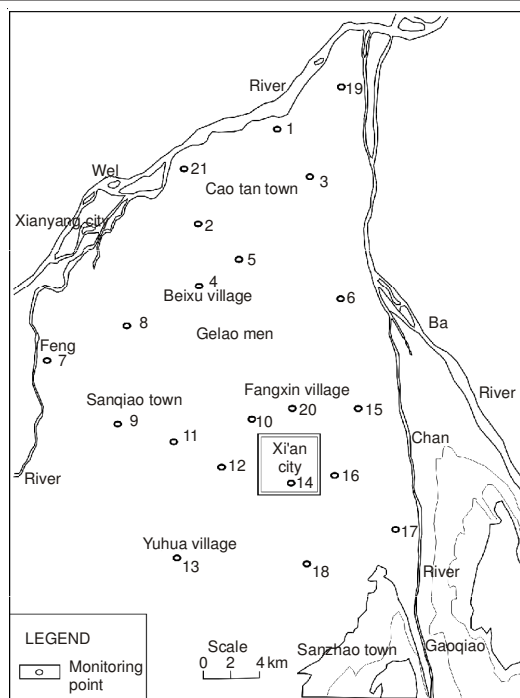 19
River
1
Wel
21
Cao tan town
3
Xianyang city
2
5
4
Beixu village
6
8
Gelao men
Ba
Feng
7
Sanqiao town
Fangxin village
River
9
10
20
15
11
Xi'an
city
Chan
12
14
16
River
17
Yuhua village
13
18
River
LEGEND
Monitoring
point
Scale
0 2 4 km
Sanzhao town
Gaoqiao